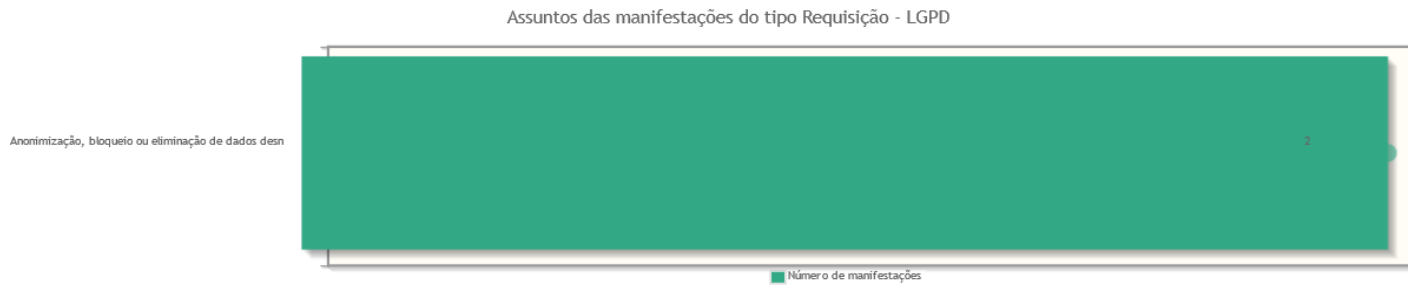 Assuntos das manifestações do tipo Requisição - LGPD
Anonimização, bloqueio ou eliminação de dados desn
2
Número de manifestações